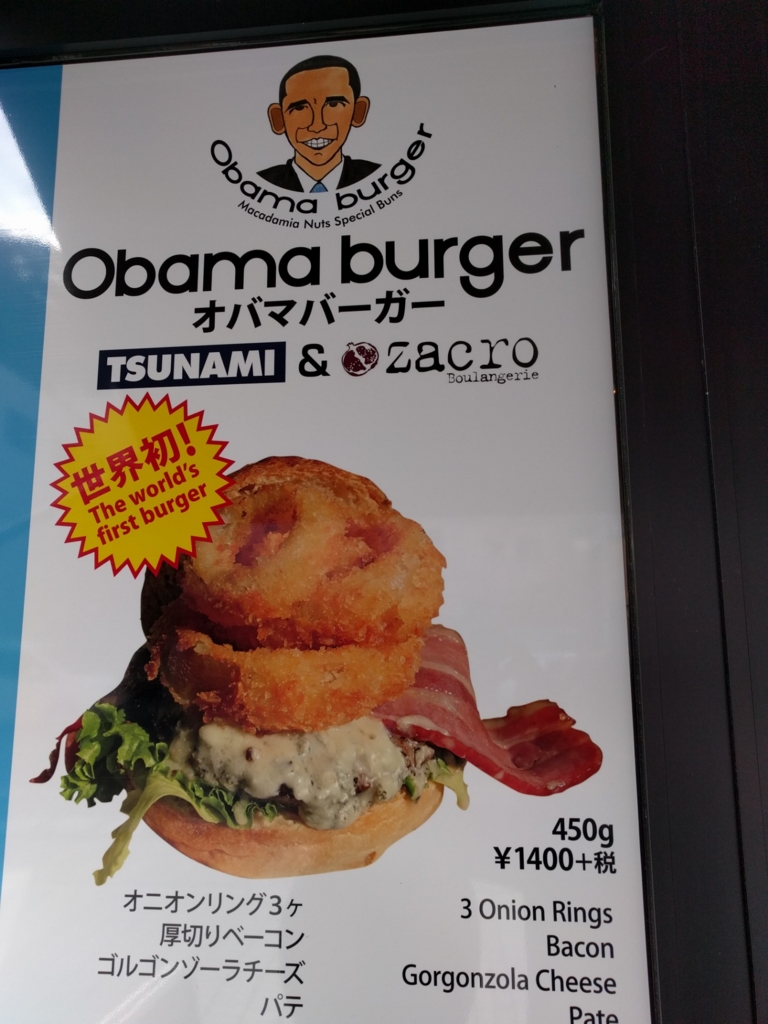 Obama burger
Macadamia Nuts Special Buns
Obama burger
オバマバーガー
TSUNAMI & zacro
Boulangerie
世界初!
The world's
first burger
450g
¥1400+税
オニオンリング3ヶ
厚切りベーコン
ゴルゴンゾーラチーズ
パテ
3 Onion Rings
Bacon
Gorgonzola Cheese
Pate